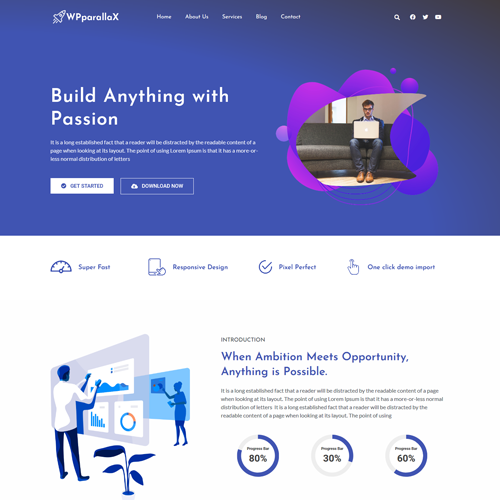 WPparallaX
Home About Us Services Blog Contact
Build Anything with
Passion
It is a long established fact that a reader will be distracted by the readable content of a
page when looking at its layout. The point of using Lorem Ipsum is that it has a more-or-
less normal distribution of letters
GET STARTED DOWNLOAD NOW
Super Fast Responsive Design Pixel Perfect One click demo import
INTRODUCTION
When Ambition Meets Opportunity,
Anything is Possible.
It is a long established fact that a reader will be distracted by the readable content of a page
when looking at its layout. The point of using Lorem Ipsum is that it has a more-or-less normal
distribution of letters It is a long established fact that a reader will be distracted by the
readable content of a page when looking at its layout. The point of using
Progress Bar Progress Bar Progress Bar
80% 30% 60%